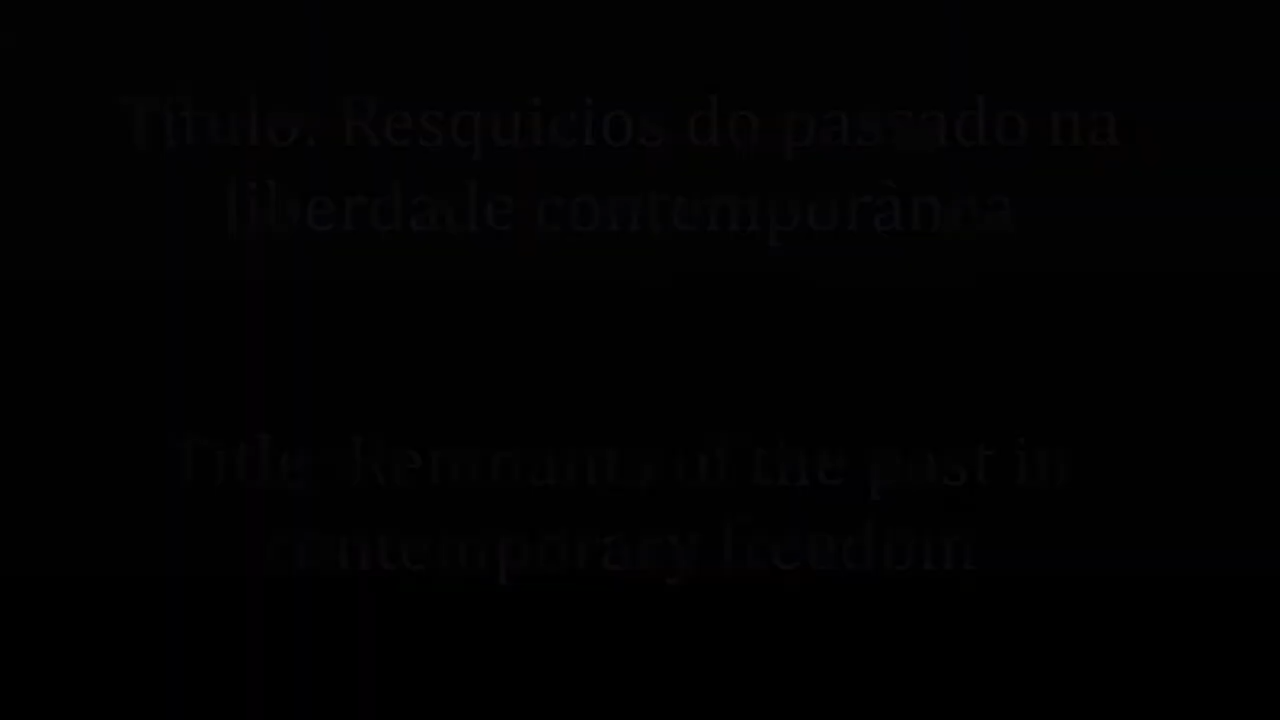 Título: Resquícios do passado na
liberdade contemporânea
Title: Remnants of the past in
contemporary freedom